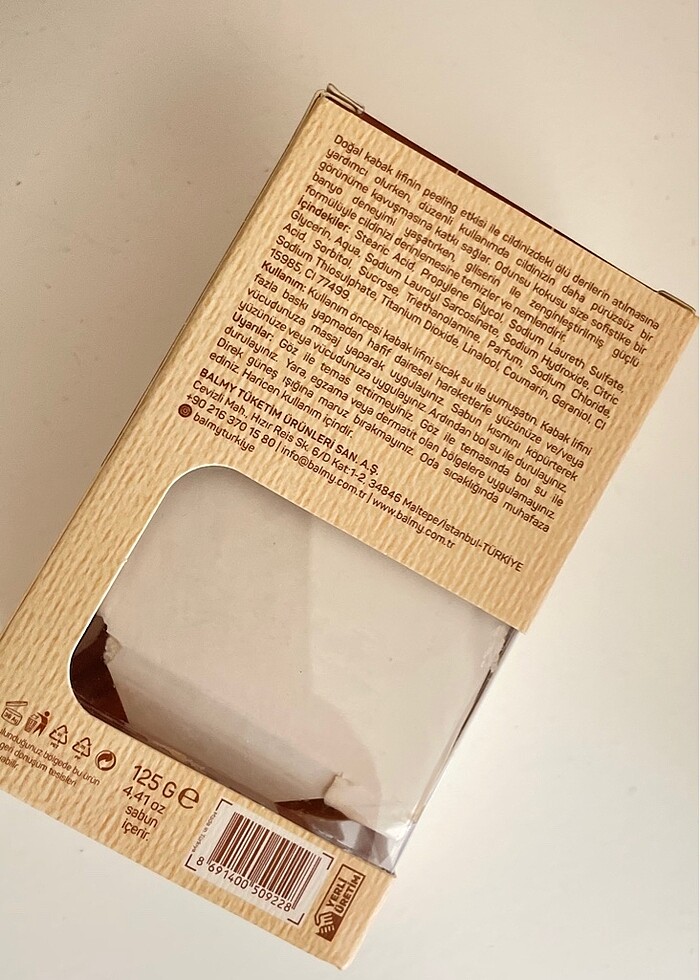 Doğal kabak lifinin peeling etkisi ile cildinizdeki ölü derilerin atılmasına
yardımcı olurken, düzenli kullanımda cildinizin daha pürüzsüz bir
görünüme kavuşmasına katkı sağlar. Odunsu kokusu size sofistike bir
banyo deneyimi yaşatırken gliserin ile zenginleştirilmiş güçlü
formülüyle cildinizi derinlemesine temizler ve nemlendirir.
İçindekiler: Stearic Acid, Propylene Glycol, Sodium Laureth Sulfate,
Glycerin, Aqua, Sodium Lauroyl Sarcosinate, Sodium Hydroxide, Citric
Acid, Sorbitol, Sucrose, Triethanolamine, Parfum, Sodium Chloride,
Sodium Thiosulphate, Titanium Dioxide, Linalool, Coumarin, Geraniol, CI
15985, CI 77499.
Kullanım: Kullanım öncesi kabak lifini sıcak su ile yumuşatın. Kabak lifini
fazla baskı yapmadan hafif dairesel hareketlerle yüzünüze ve/veya
vücudunuza masaj yaparak uygulayınız. Sabun kısmını, köpürterek
yüzünüze veya vücudunuza uygulayınız. Ardından bol su ile durulayınız.
Uyarılar: Göz ile temas ettirmeyiniz. Göz ile temasında bol su ile
durulayınız. Yara, egzama veya dermatit olan bölgelere uygulamayınız.
Direk güneş ışığına maruz bırakmayınız. Oda sıcaklığında muhafaza
ediniz. Haricen kullanım içindir.
BALMY TÜKETİM ÜRÜNLERİ SAN. A.Ş.
Cevizli Mah. Hızır Reis Sk. 6/D Kat:1-2, 34846 Maltepe/İstanbul-TÜRKİYE
+90 216 370 15 80 | info@balmy.com.tr | www.balmy.com.tr
balmyturkiye
bölgede bu ürün
geri dönüşüm tesisleri
125 G e
4,41 oz
sabun
içerir.
8 691400 509228
YERLİ
ÜRETİM